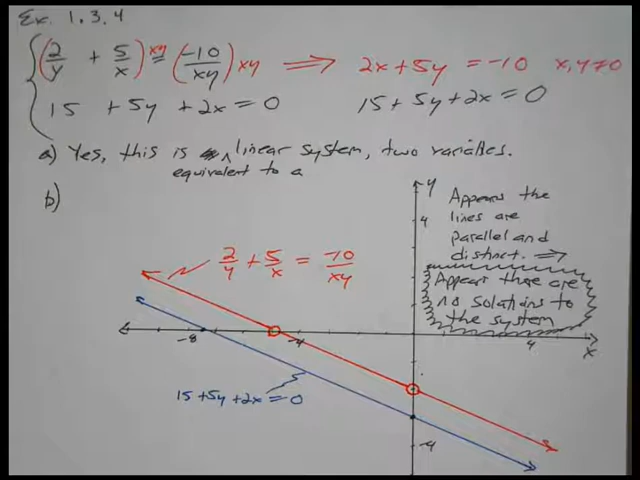 Ex. 1.3.4
(2/y + 5/x) xy = (-10/xy) xy ⟹ 2x + 5y = -10 x, y ≠ 0
15 + 5y + 2x = 0 15 + 5y + 2x = 0
a) Yes, this is linear system, two variables.
equivalent to a
b)
y
Appears the
lines are
parallel and
distinct. ⟹
Appears there are
no solutions to
the system
2/y + 5/x = -10/xy
4
-8
-4
4
x
15 + 5y + 2x = 0
-4